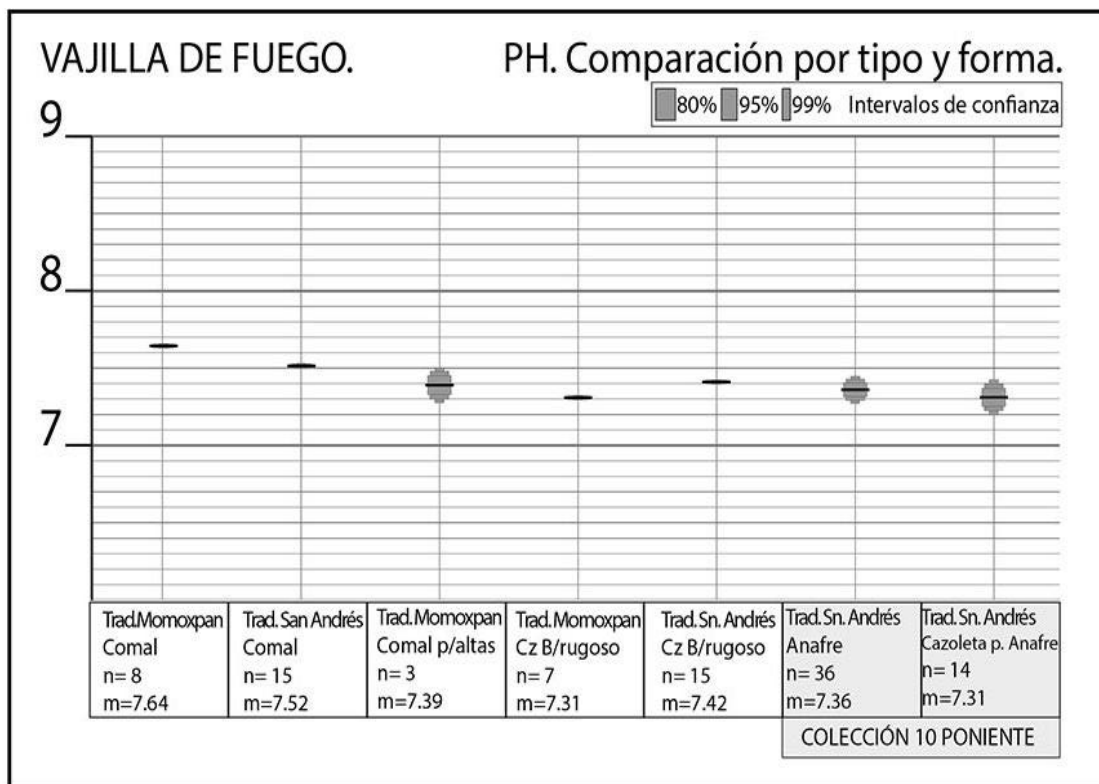 VAJILLA DE FUEGO.
PH. Comparación por tipo y forma.
80% 95% 99% Intervalos de confianza
9
8
7
Trad.Momoxpan
Comal
n= 8
m=7.64
Trad. San Andrés
Comal
n= 15
m=7.52
Trad.Momoxpan
Comal p/altas
n= 3
m=7.39
Trad.Momoxpan
Cz B/rugoso
n= 7
m=7.31
Trad. Sn. Andrés
Cz B/rugoso
n= 15
m=7.42
Trad. Sn. Andrés
Anafre
n= 36
m=7.36
Trad. Sn. Andrés
Cazoleta p. Anafre
n= 14
m=7.31
COLECCIÓN 10 PONIENTE